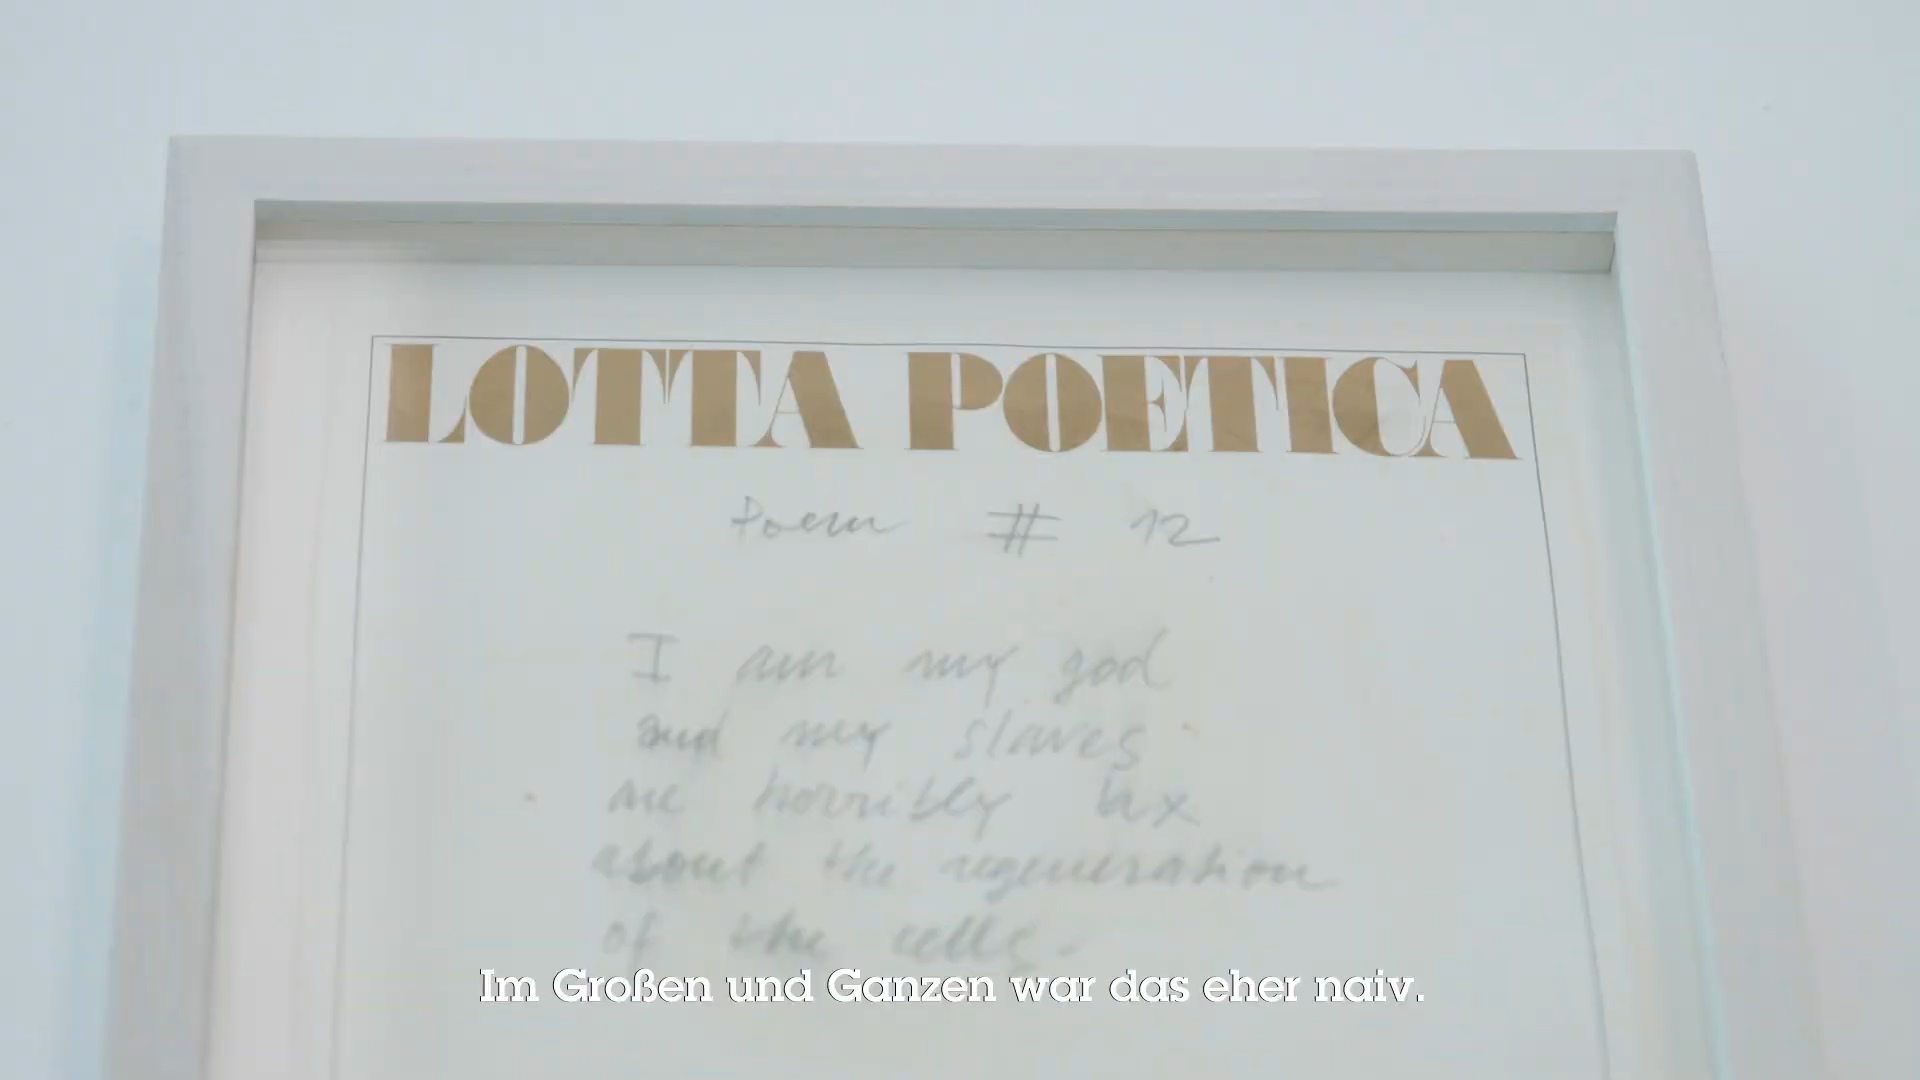 LOTTA POETICA
Poem # 12
I am my god
and my slaves
are horribly lax
about the regeneration
of the cells.
Im Großen und Ganzen war das eher naiv.